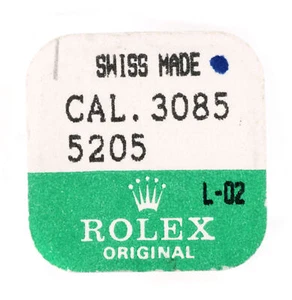 SWISS MADE
CAL. 3085
5205
L-02
ROLEX
ORIGINAL